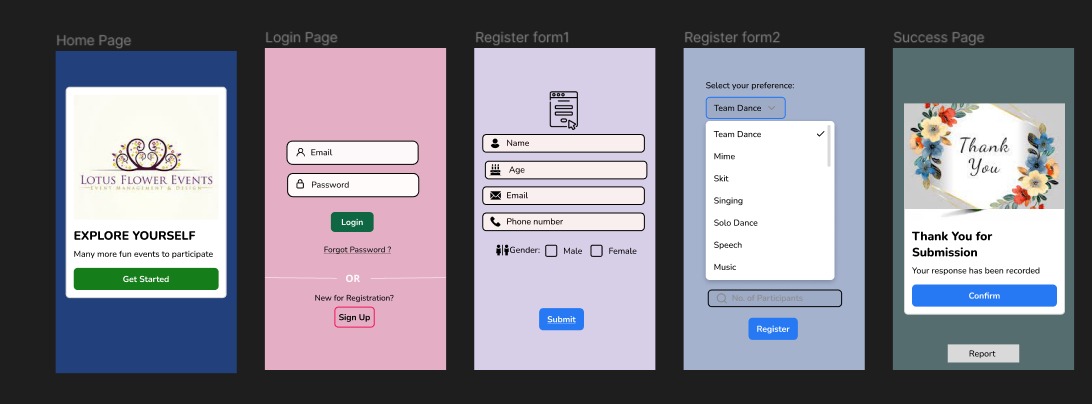 Home Page
LOTUS FLOWER EVENTS
EVENT MANAGEMENT & DESIGN
EXPLORE YOURSELF
Many more fun events to participate
Get Started
Login Page
Email
Password
Login
Forgot Password ?
OR
New for Registration?
Sign Up
Register form1
Name
Age
Email
Phone number
Gender: Male Female
Submit
Register form2
Select your preference:
Team Dance
Team Dance
Mime
Skit
Singing
Solo Dance
Speech
Music
No, of Participants
Register
Success Page
Thank
You
Thank You for
Submission
Your response has been recorded
Confirm
Report